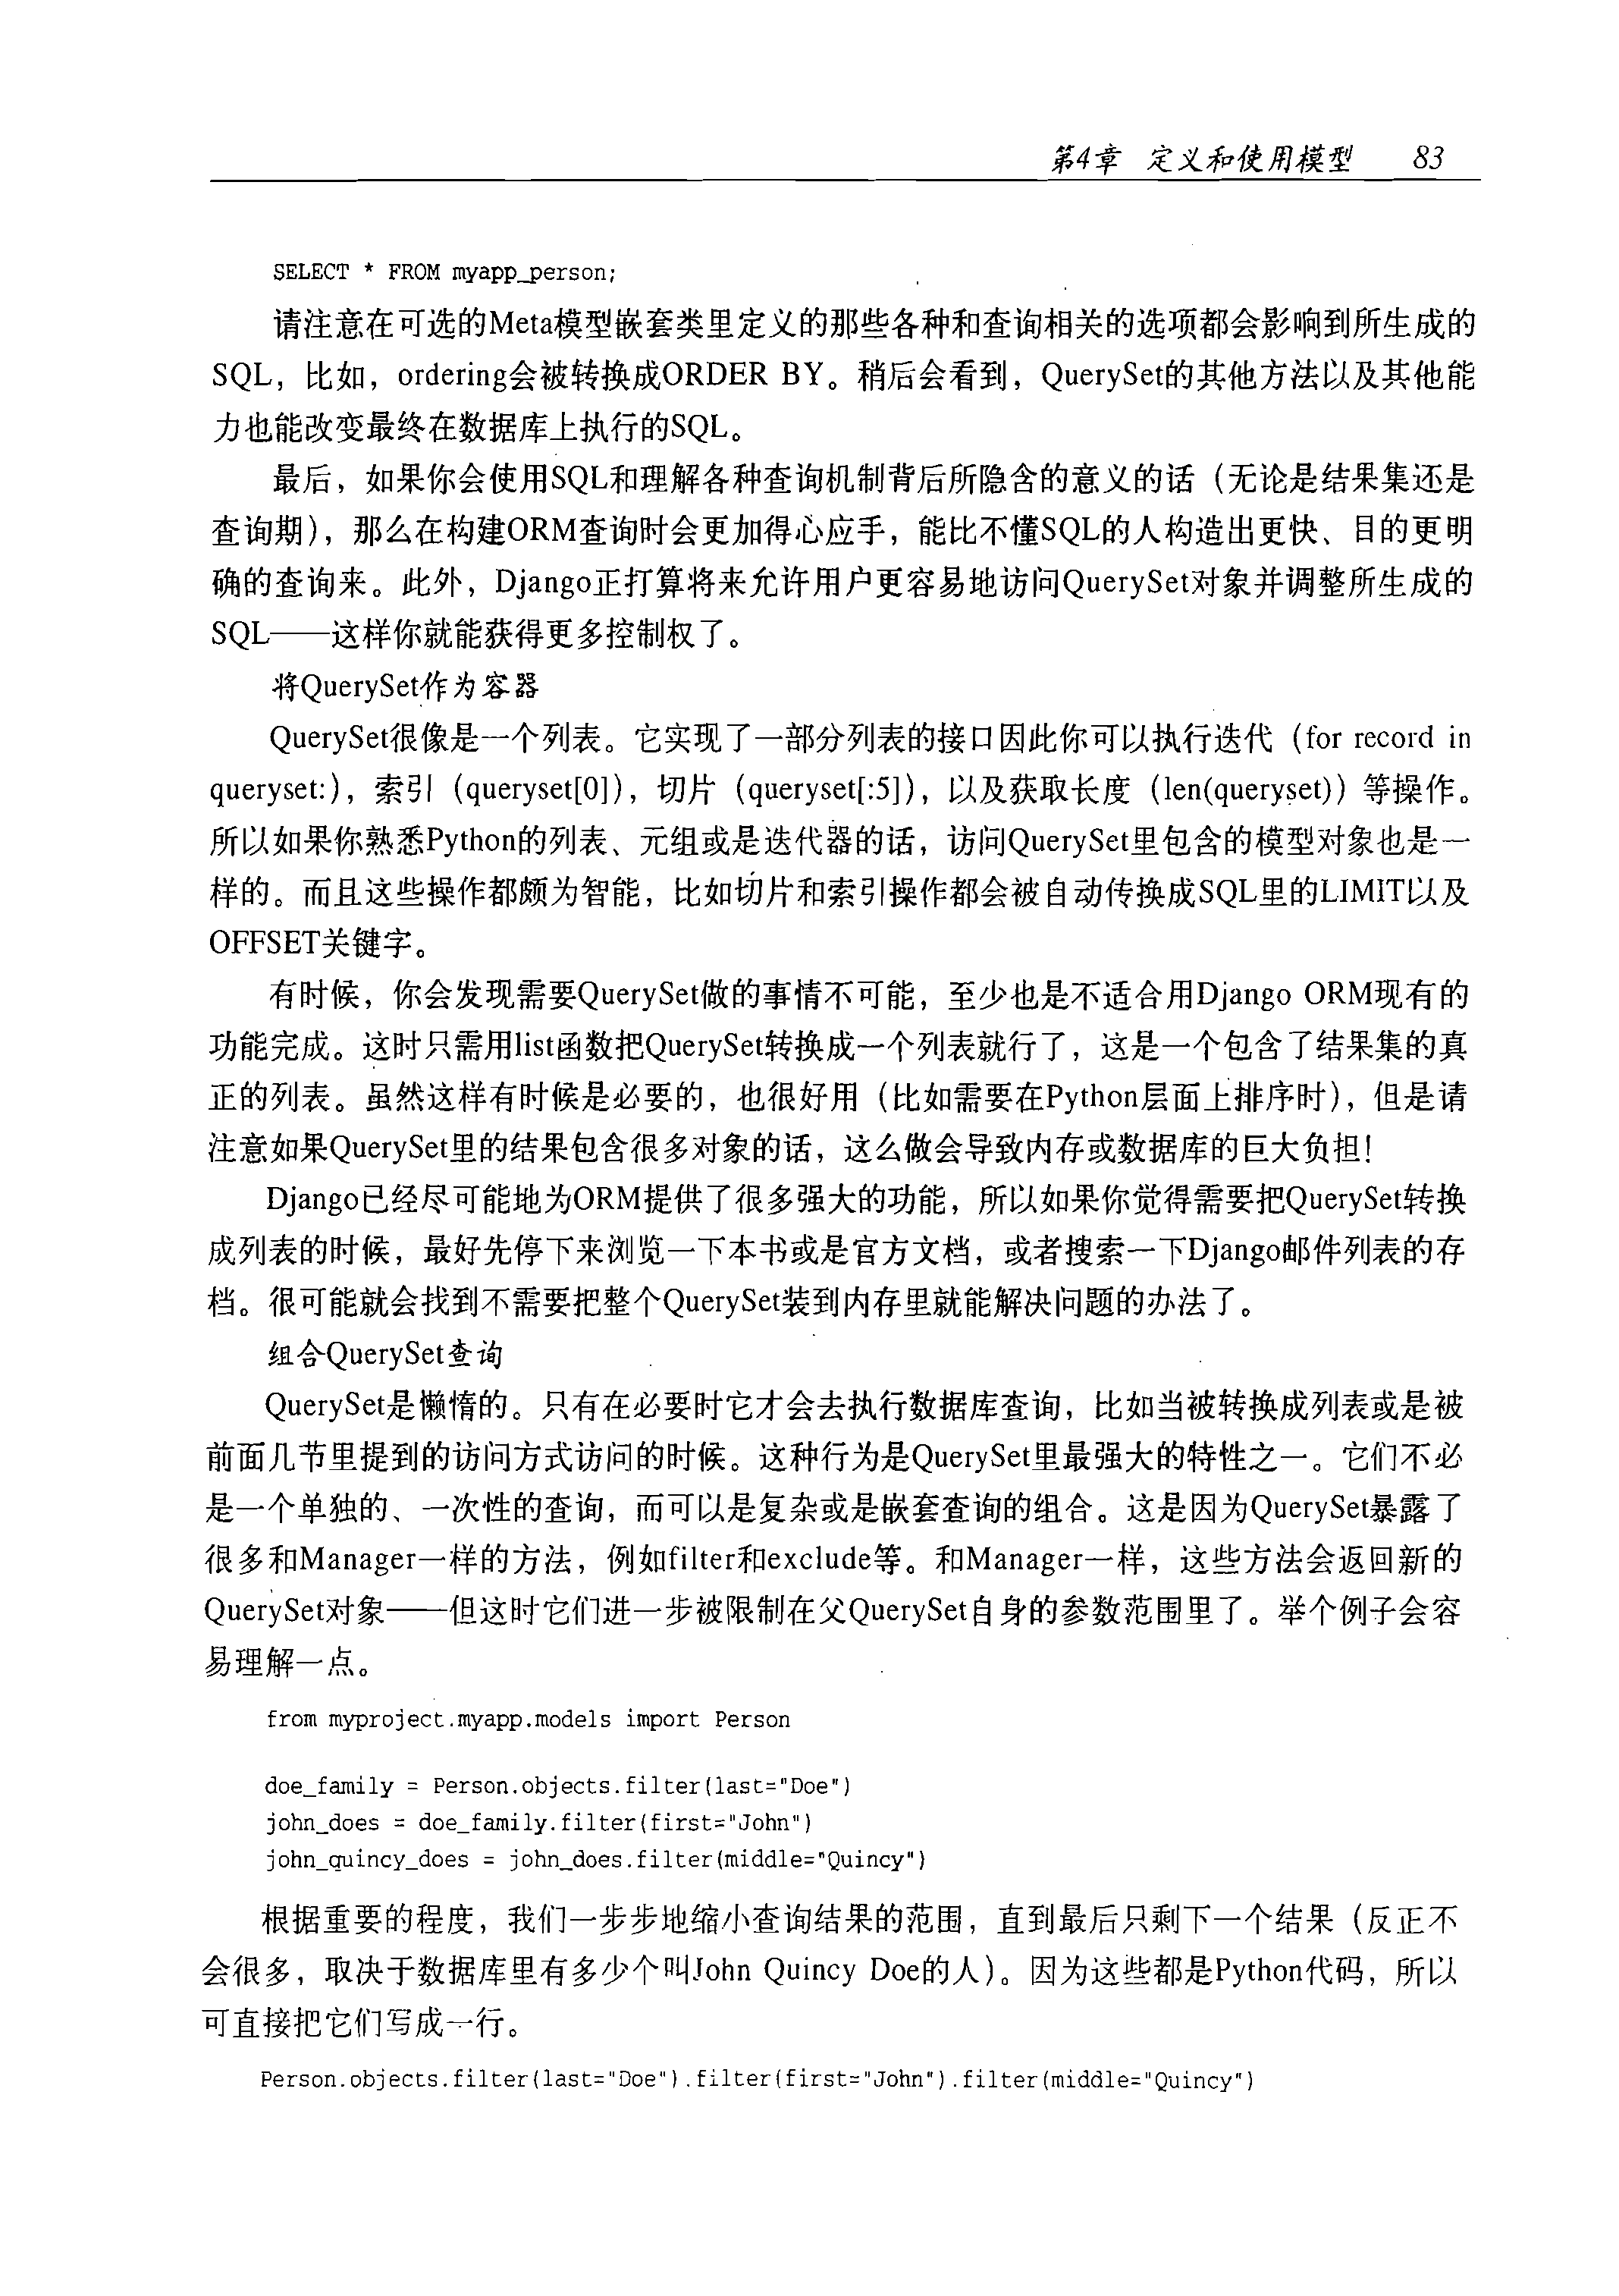 第4章 定义和使用模型 83
SELECT * FROM myapp_person;
请注意在可选的Meta模型嵌套类里定义的那些各种和查询相关的选项都会影响到所生成的
SQL，比如，ordering会被转换成ORDER BY。稍后会看到，QuerySet的其他方法以及其他能
力也能改变最终在数据库上执行的SQL。
最后，如果你会使用SQL和理解各种查询机制背后所隐含的意义的话（无论是结果集还是
查询期），那么在构建ORM查询时会更加得心应手，能比不懂SQL的人构造出更快、目的更明
确的查询来。此外，Django正打算将来允许用户更容易地访问QuerySet对象并调整所生成的
SQL——这样你就能获得更多控制权了。
将QuerySet作为容器
QuerySet很像是一个列表。它实现了一部分列表的接口因此你可以执行迭代（for record in
queryset:），索引（queryset[0]），切片（queryset[:5]），以及获取长度（len(queryset)）等操作。
所以如果你熟悉Python的列表、元组或是迭代器的话，访问QuerySet里包含的模型对象也是一
样的。而且这些操作都颇为智能，比如切片和索引操作都会被自动传换成SQL里的LIMIT以及
OFFSET关键字。
有时候，你会发现需要QuerySet做的事情不可能，至少也是不适合用Django ORM现有的
功能完成。这时只需用list函数把QuerySet转换成一个列表就行了，这是一个包含了结果集的真
正的列表。虽然这样有时候是必要的，也很好用（比如需要在Python层面上排序时），但是请
注意如果QuerySet里的结果包含很多对象的话，这么做会导致内存或数据库的巨大负担！
Django已经尽可能地为ORM提供了很多强大的功能，所以如果你觉得需要把QuerySet转换
成列表的时候，最好先停下来浏览一下本书或是官方文档，或者搜索一下Django邮件列表的存
档。很可能就会找到不需要把整个QuerySet装到内存里就能解决问题的办法了。
组合QuerySet查询
QuerySet是懒惰的。只有在必要时它才会去执行数据库查询，比如当被转换成列表或是被
前面几节里提到的访问方式访问的时候。这种行为是QuerySet里最强大的特性之一。它们不必
是一个单独的、一次性的查询，而可以是复杂或是嵌套查询的组合。这是因为QuerySet暴露了
很多和Manager一样的方法，例如filter和exclude等。和Manager一样，这些方法会返回新的
QuerySet对象——但这时它们进一步被限制在父QuerySet自身的参数范围里了。举个例子会容
易理解一点。
from myproject.myapp.models import Person
doe_family = Person.objects.filter(last="Doe")
john_does = doe_family.filter(first="John")
john_quincy_does = john_does.filter(middle="Quincy")
根据重要的程度，我们一步步地缩小查询结果的范围，直到最后只剩下一个结果（反正不
会很多，取决于数据库里有多少个叫John Quincy Doe的人）。因为这些都是Python代码，所以
可直接把它们写成一行。
Person.objects.filter(last="Doe").filter(first="John").filter(middle="Quincy")